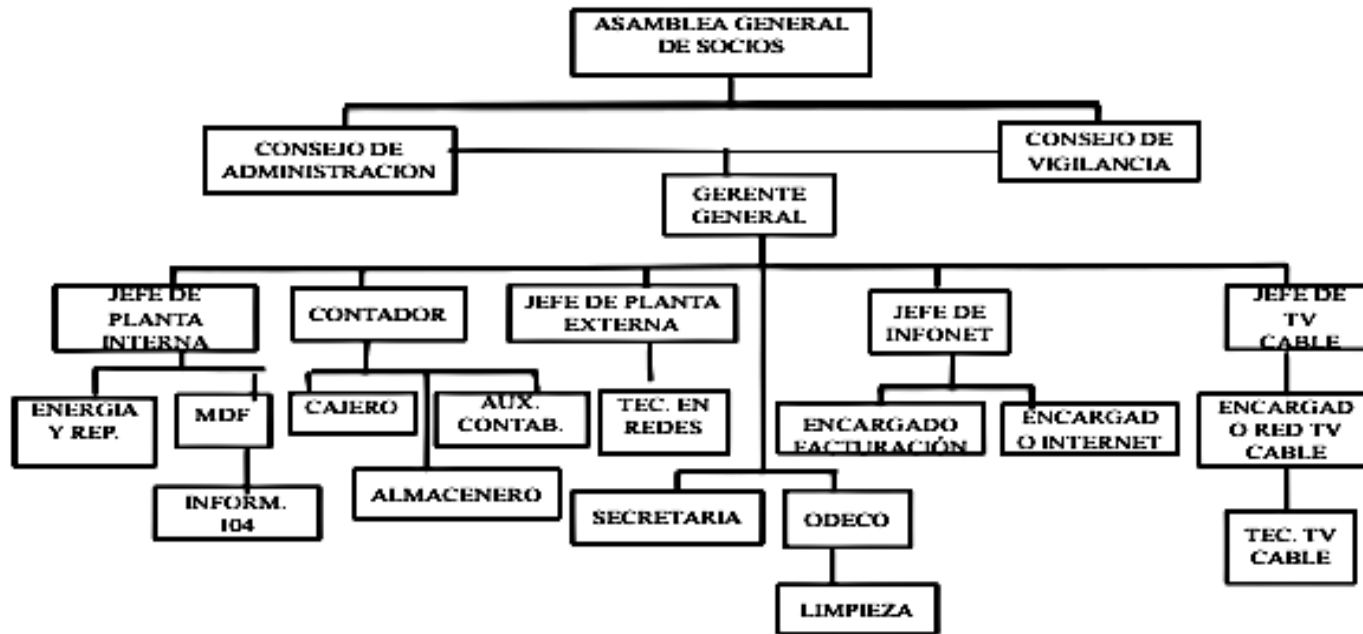 ASAMBLEA GENERAL
DE SOCIOS
CONSEJO DE
ADMINISTRACION
CONSEJO DE
VIGILANCIA
GERENTE
GENERAL
JEFE DE
PLANTA
INTERNA
CONTADOR
JEFE DE PLANTA
EXTERNA
JEFE DE
INFONET
JEFE DE
TV
CABLE
ENERGIA
Y REP.
MDF
CAJERO
AUX.
CONTAB.
TEC. EN
REDES
ENCARGADO
FACTURACIÓN
ENCARGAD
O INTERNET
ENCARGAD
O RED TV
CABLE
INFORM.
104
ALMACENERO
SECRETARIA
ODECO
TEC. TV
CABLE
LIMPIEZA